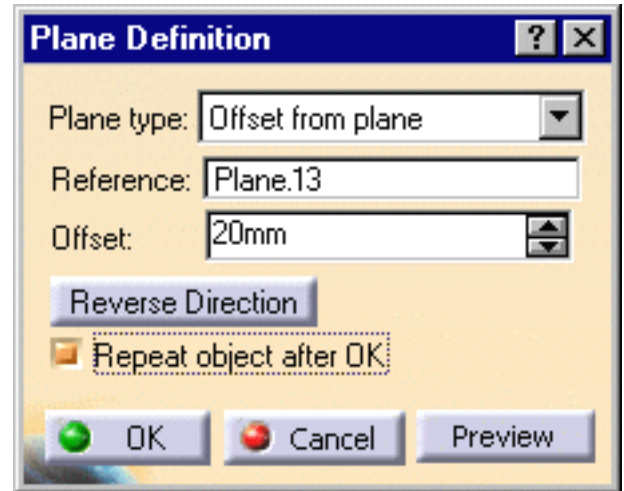 Plane Definition ? X
Plane type: Offset from plane
Reference: Plane.13
Offset: 20mm
Reverse Direction
Repeat object after OK
OK Cancel Preview